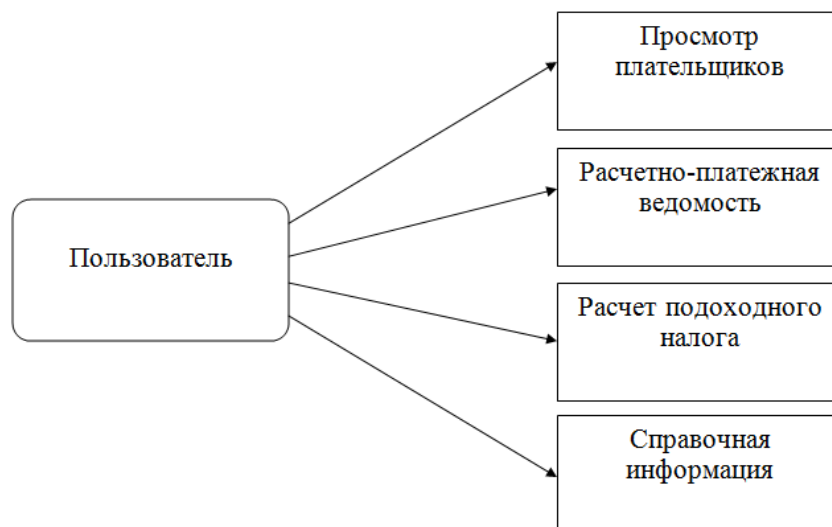 Просмотр
плательщиков
Расчетно-платежная
ведомость
Пользователь
Расчет подоходного
налога
Справочная
информация